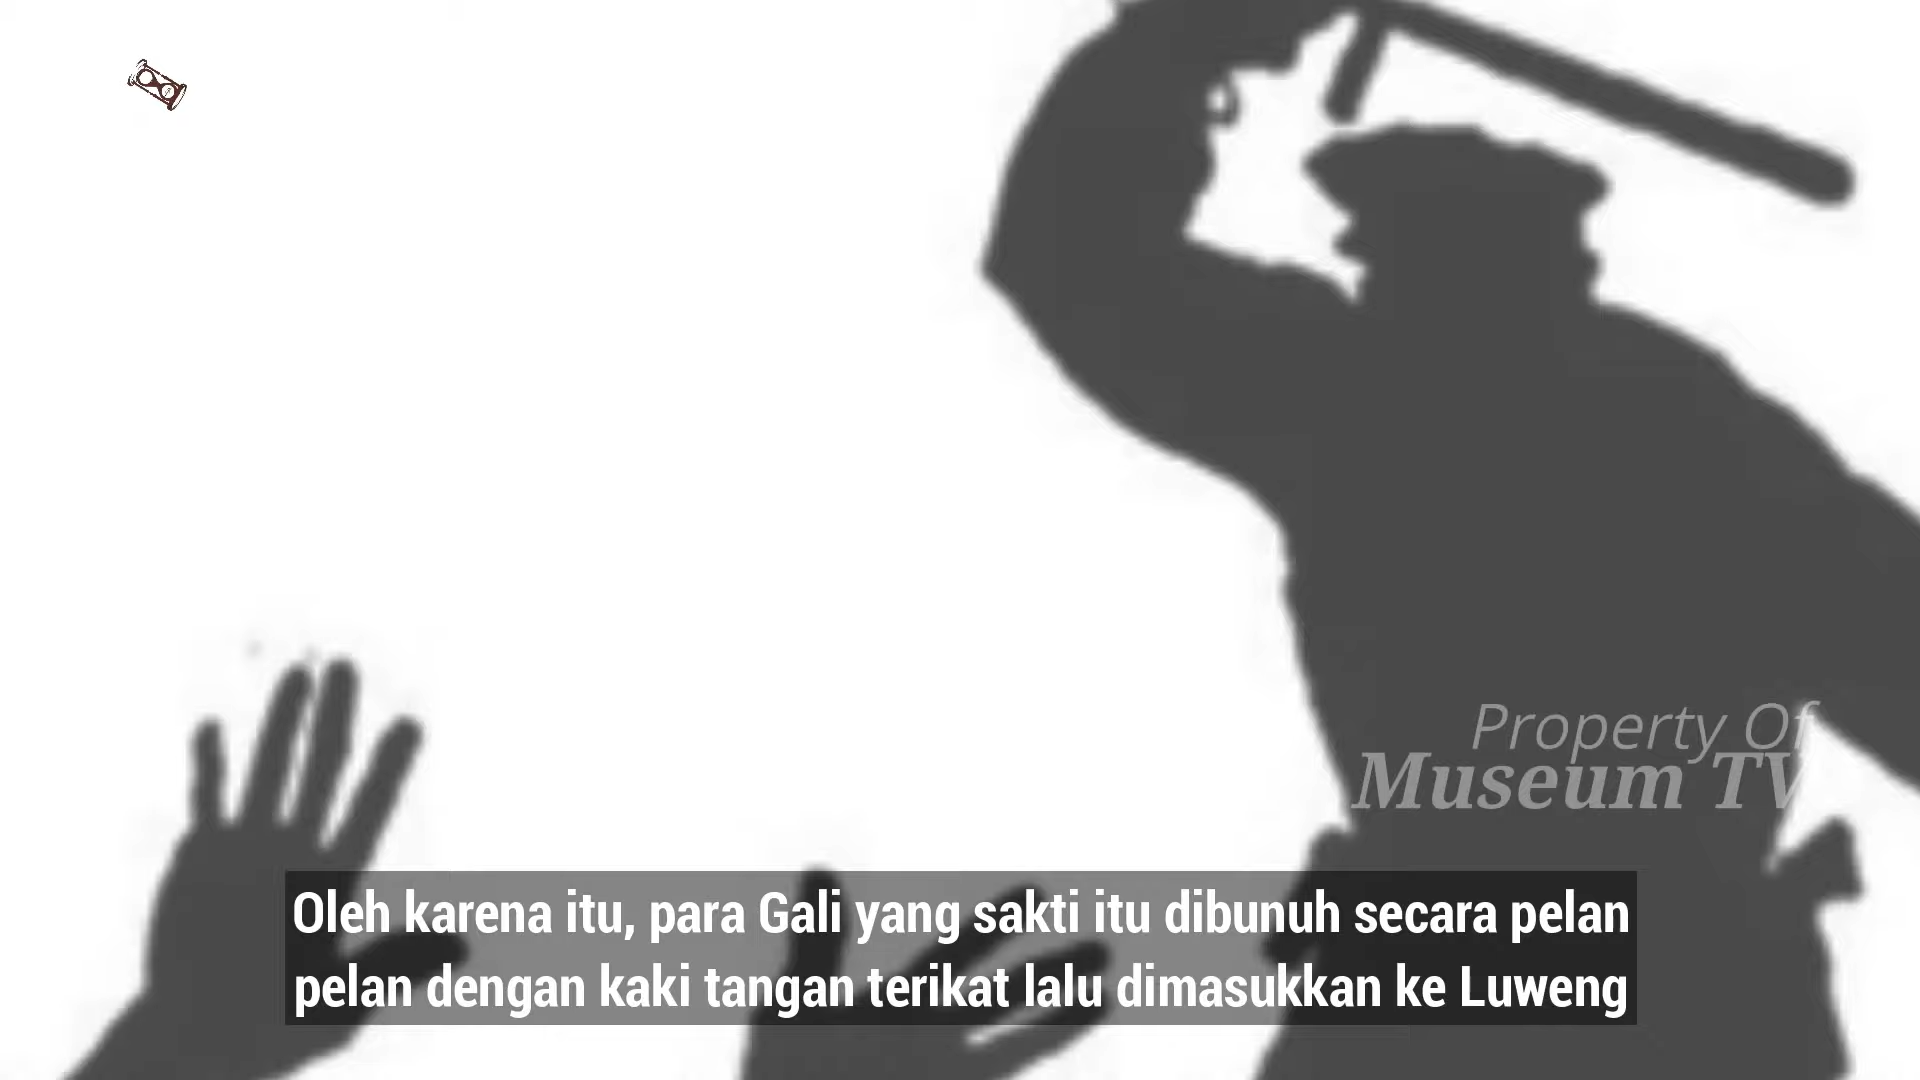 Property Of
Museum TV
Oleh karena itu, para Gali yang sakti itu dibunuh secara pelan
pelan dengan kaki tangan terikat lalu dimasukkan ke Luweng